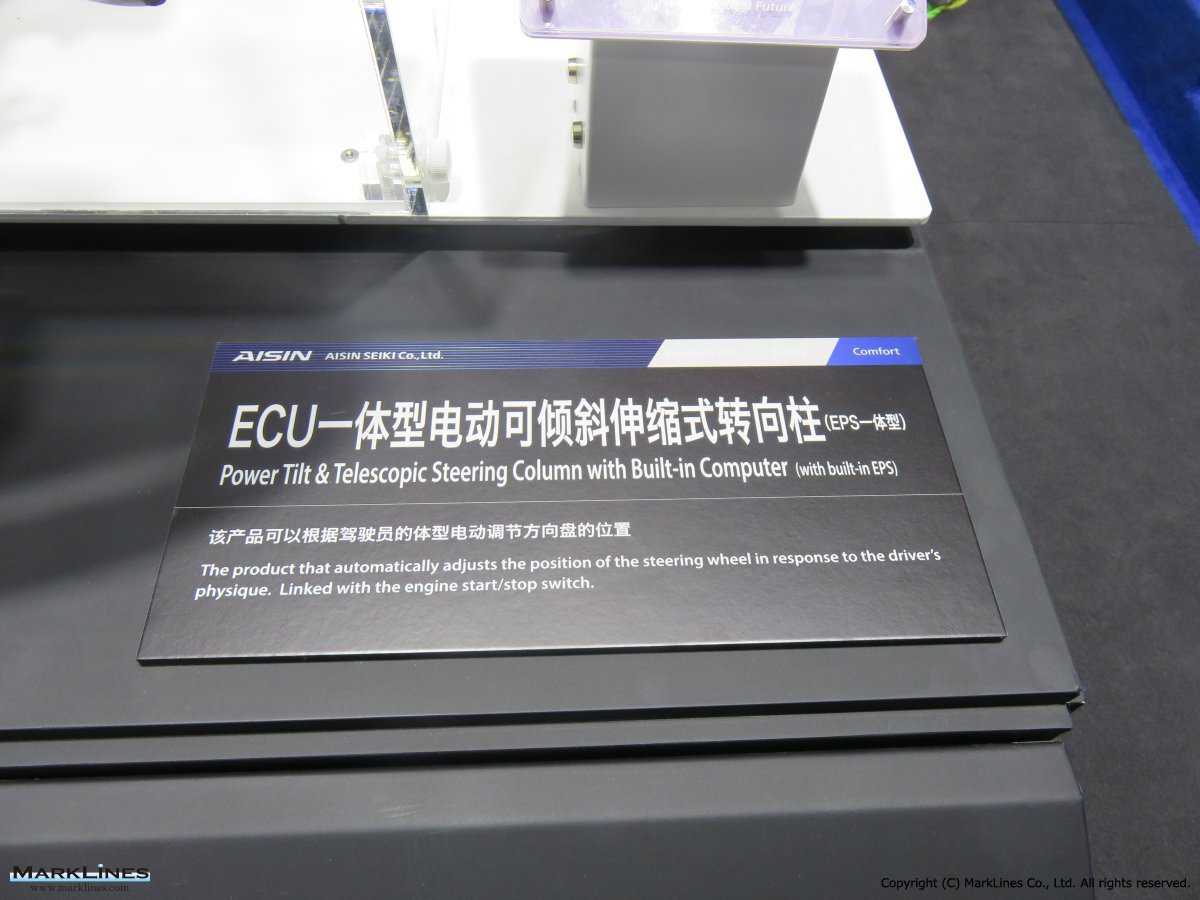 Future
AISIN AISIN SEIKI Co.,Ltd. Environment Safety Comfort
ECU一体型电动可倾斜伸缩式转向柱(EPS一体型)
Power Tilt & Telescopic Steering Column with Built-in Computer (with built-in EPS)
该产品可以根据驾驶员的体型电动调节方向盘的位置
The product that automatically adjusts the position of the steering wheel in response to the driver's
physique. Linked with the engine start/stop switch.
MARKLINES
www.marklines.com
Copyright (C) MarkLines Co., Ltd. All rights reserved.